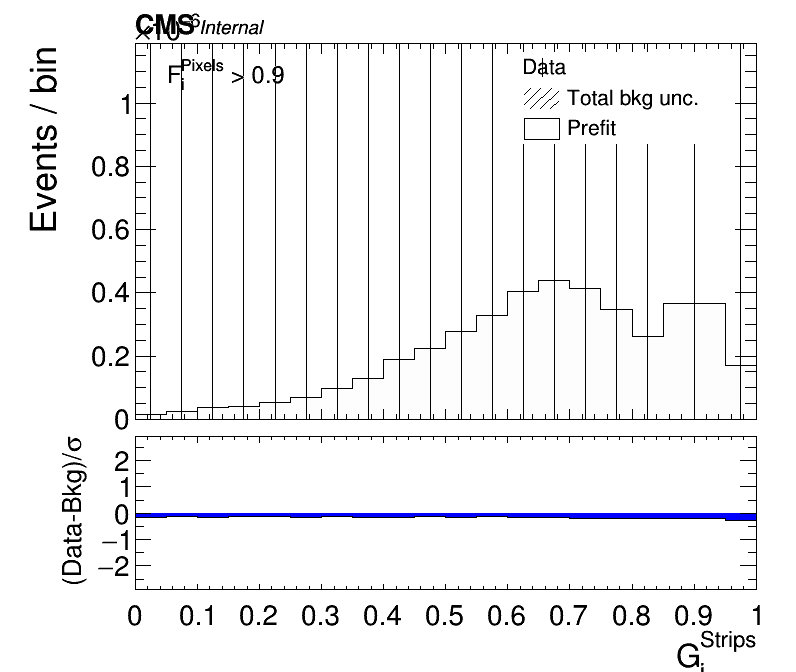 CMS Internal
×10⁻⁶
F_i^Pixels > 0.9
Data
Total bkg unc.
Prefit
Events / bin
1
0.8
0.6
0.4
0.2
0
(Data-Bkg)/σ
2
1
0
−1
−2
0 0.1 0.2 0.3 0.4 0.5 0.6 0.7 0.8 0.9 1
G_i^Strips